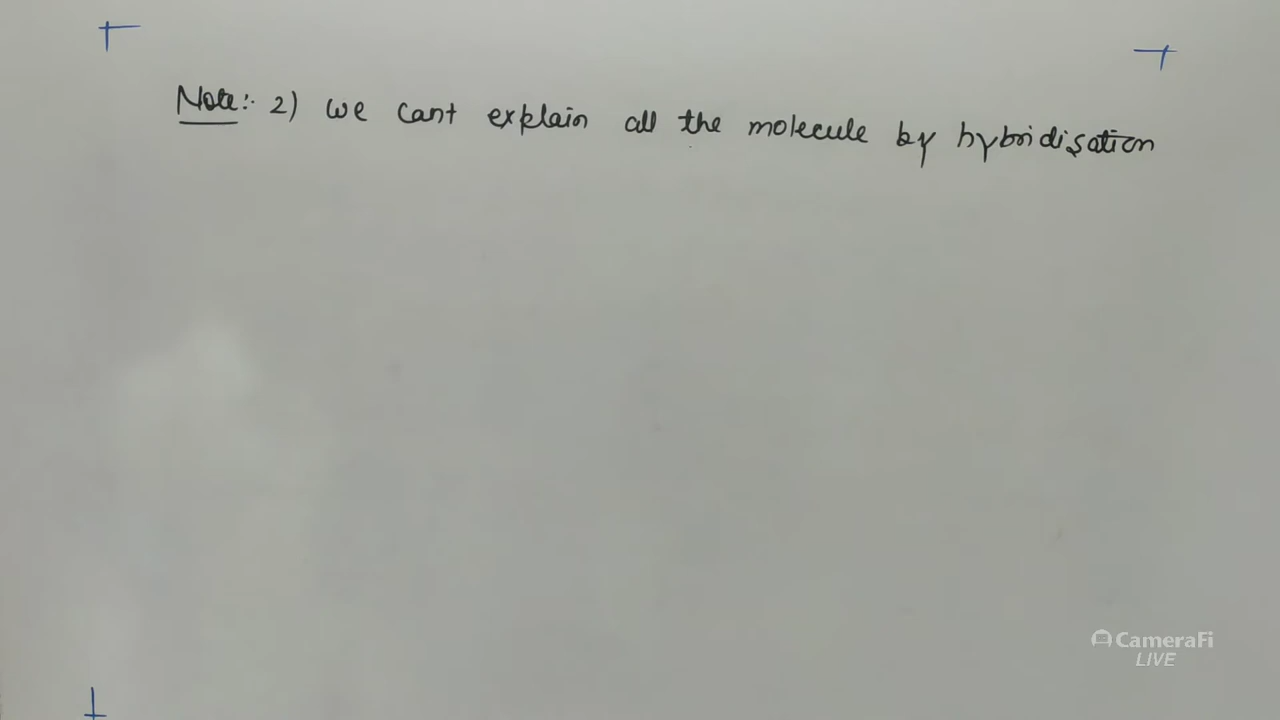 Note:- 2) we cant explain all the molecule by hybridisation
CameraFi
LIVE